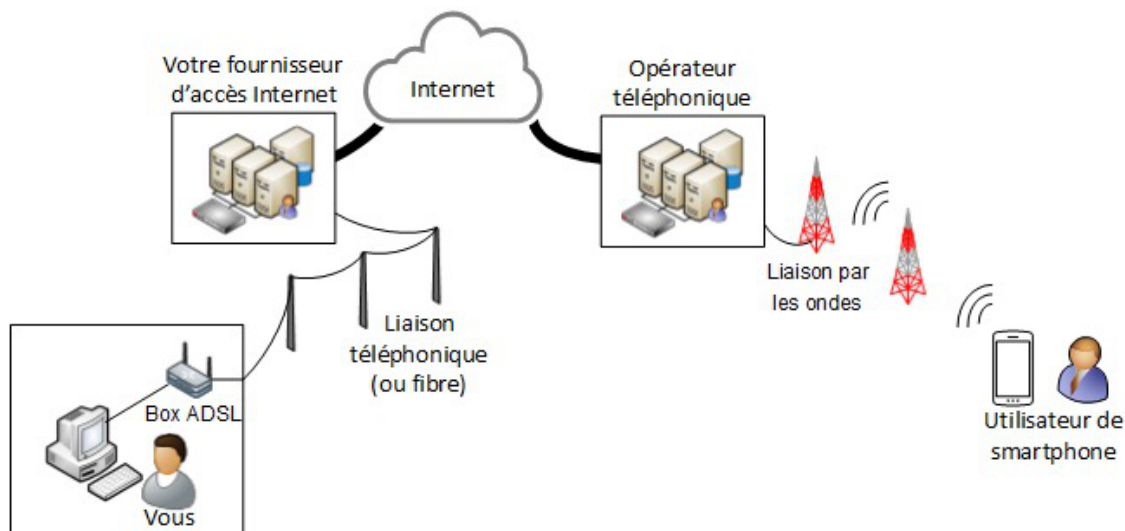 Votre fournisseur
d'accès Internet
Internet
Opérateur
téléphonique
Liaison par
les ondes
Liaison
téléphonique
(ou fibre)
Box ADSL
Vous
Utilisateur de
smartphone